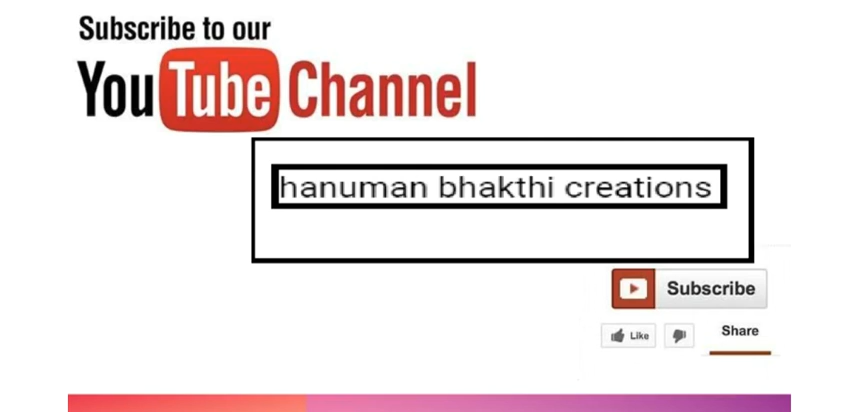 Subscribe to our
YouTube Channel
hanuman bhakthi creations
Subscribe
Like
Share